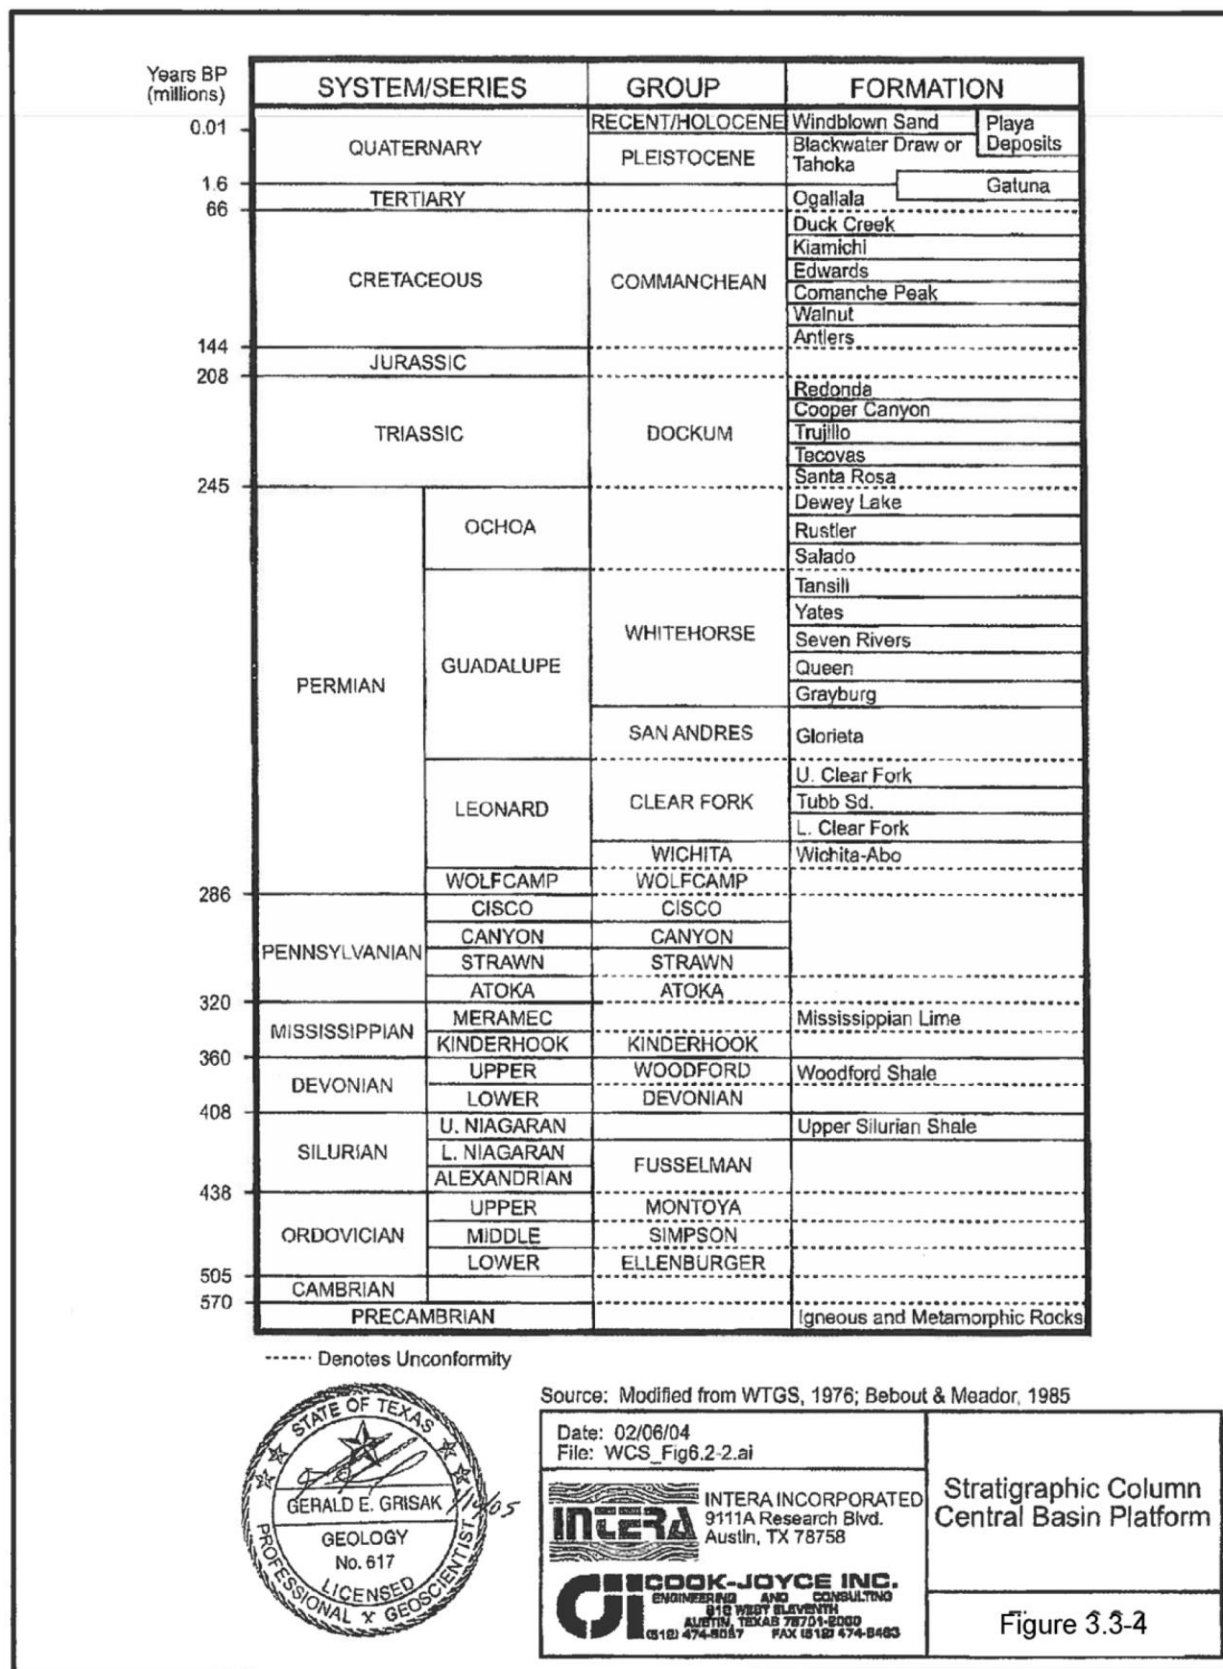 Years BP
(millions)
SYSTEM/SERIES GROUP FORMATION
0.01
RECENT/HOLOCENE Windblown Sand Playa
Deposits
QUATERNARY
PLEISTOCENE Blackwater Draw or
Tahoka
1.6
Gatuna
TERTIARY Ogallala
66
Duck Creek
Kiamichi
CRETACEOUS COMMANCHEAN Edwards
Comanche Peak
Walnut
Antlers
144
JURASSIC
208
Redonda
Cooper Canyon
TRIASSIC DOCKUM Trujillo
Tecovas
Santa Rosa
245
Dewey Lake
OCHOA Rustler
Salado
Tansill
Yates
WHITEHORSE Seven Rivers
GUADALUPE Queen
PERMIAN
Grayburg
SAN ANDRES Glorieta
U. Clear Fork
LEONARD CLEAR FORK Tubb Sd.
L. Clear Fork
WICHITA Wichita-Abo
WOLFCAMP WOLFCAMP
286
CISCO CISCO
CANYON CANYON
PENNSYLVANIAN
STRAWN STRAWN
ATOKA ATOKA
320
MERAMEC Mississippian Lime
MISSISSIPPIAN
KINDERHOOK KINDERHOOK
360
UPPER WOODFORD Woodford Shale
DEVONIAN
LOWER DEVONIAN
408
U. NIAGARAN Upper Silurian Shale
SILURIAN L. NIAGARAN
FUSSELMAN
ALEXANDRIAN
438
UPPER MONTOYA
ORDOVICIAN MIDDLE SIMPSON
LOWER ELLENBURGER
505
CAMBRIAN
570
PRECAMBRIAN Igneous and Metamorphic Rocks
------ Denotes Unconformity
Source: Modified from WTGS, 1976; Bebout & Meador, 1985
STATE OF TEXAS
GERALD E. GRISAK
GEOLOGY
No. 617
LICENSED
PROFESSIONAL GEOSCIENTIST
Date: 02/06/04
File: WCS_Fig6.2-2.ai
INTERA
INTERA INCORPORATED
9111A Research Blvd.
Austin, TX 78758
COOK-JOYCE INC.
ENGINEERING AND CONSULTING
812 WEST ELEVENTH
AUSTIN, TEXAS 78701-2000
Stratigraphic Column
Central Basin Platform